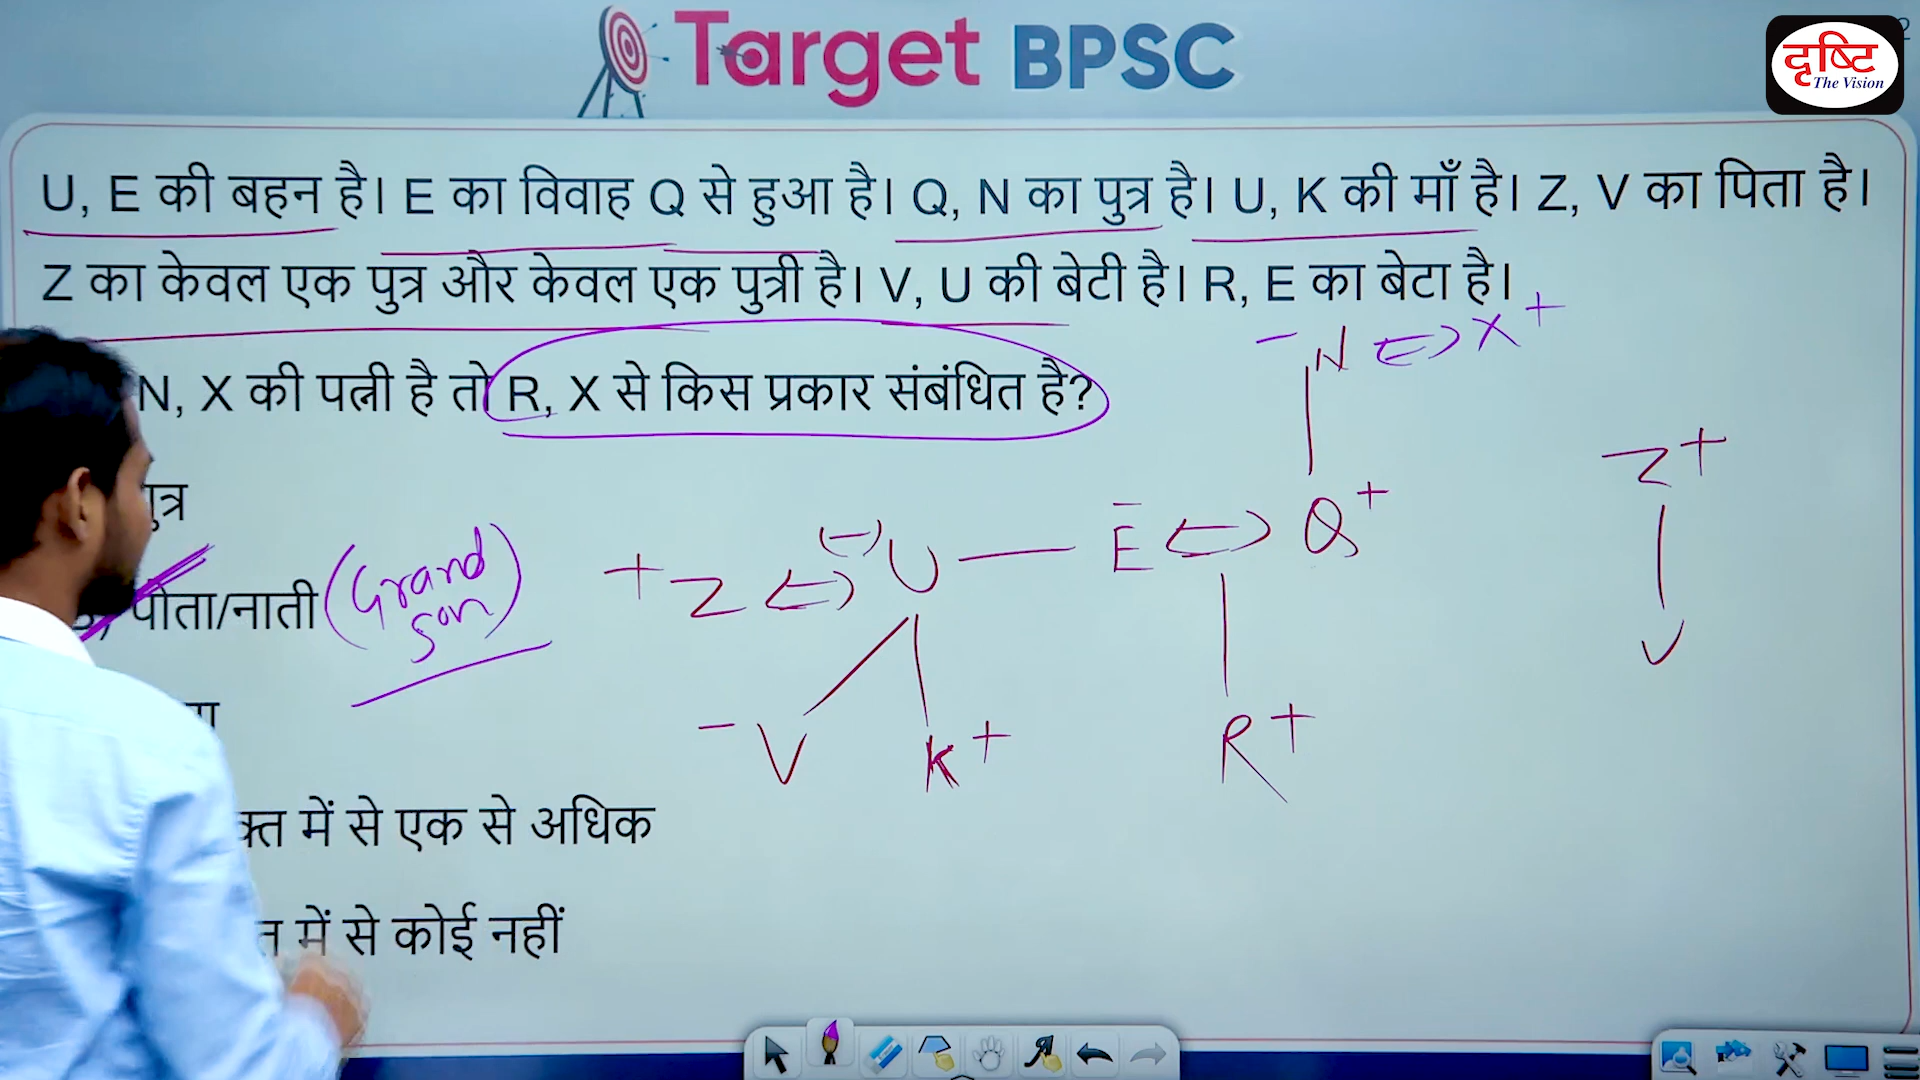 Target BPSC
दृष्टि
The Vision
U, E की बहन है। E का विवाह Q से हुआ है। Q, N का पुत्र है। U, K की माँ है। Z, V का पिता है।
Z का केवल एक पुत्र और केवल एक पुत्री है। V, U की बेटी है। R, E का बेटा है।
N, X की पत्नी है तो R, X से किस प्रकार संबंधित है?
- N ⇔ X +
Z +
पोता/नाती (Grand son)
+ Z ⇔ (-) U — E - ⇔ Q +
V
- V K + R +
में से एक से अधिक
में से कोई नहीं